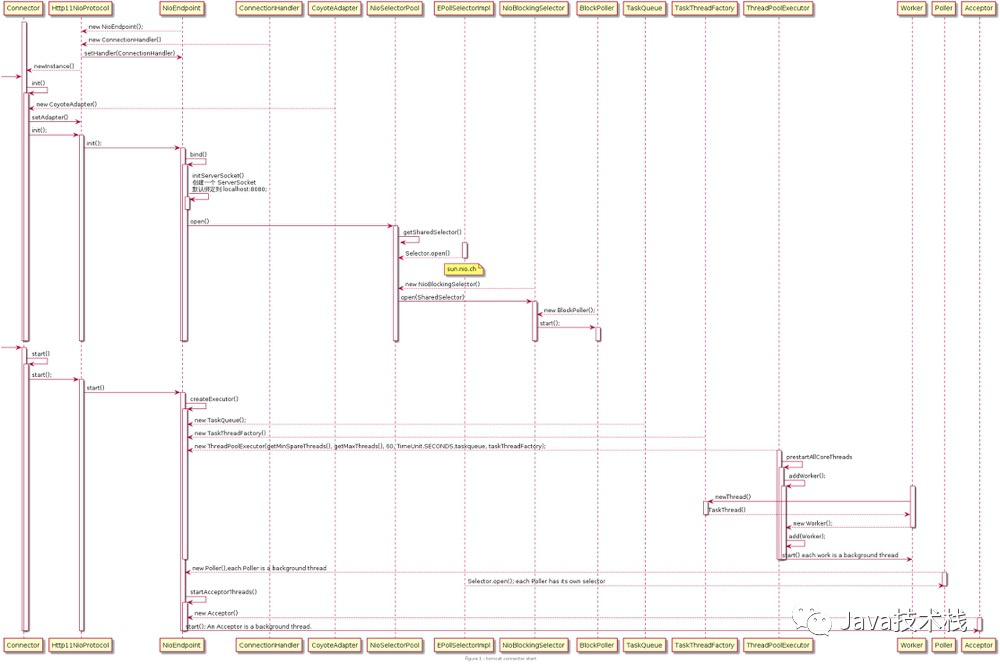 Connector Http11NioProtocol NioEndpoint ConnectionHandler CoyoteAdapter NioSelectorPool EPollSelectorImpl NioBlockingSelector BlockPoller TaskQueue TaskThreadFactory ThreadPoolExecutor Worker Poller Acceptor
new NioEndpoint();
new ConnectionHandler()
setHandler(ConnectionHandler)
newInstance()
init()
new CoyoteAdapter()
setAdapter()
init();
init();
bind()
initServerSocket()
创建一个 ServerSocket
默认绑定到 localhost:8080;
open()
getSharedSelector()
Selector.open()
sun.nio.ch
new NioBlockingSelector()
open(SharedSelector)
new BlockPoller();
start();
start()
start();
start()
createExecutor()
new TaskQueue();
new TaskThreadFactory()
new ThreadPoolExecutor(getMinSpareThreads(), getMaxThreads(), 60, TimeUnit.SECONDS,taskqueue, taskThreadFactory);
prestartAllCoreThreads
addWorker();
newThread()
TaskThread()
new Worker();
add(Worker);
start() each work is a background thread
new Poller(),each Poller is a background thread
Selector.open(); each Poller has its own selector
startAcceptorThreads()
new Acceptor()
start(): An Acceptor is a background thread.
Java技术栈
Connector Http11NioProtocol NioEndpoint ConnectionHandler CoyoteAdapter NioSelectorPool EPollSelectorImpl NioBlockingSelector BlockPoller TaskQueue TaskThreadFactory ThreadPoolExecutor Worker Poller Acceptor
Figure 1 - tomcat connector start